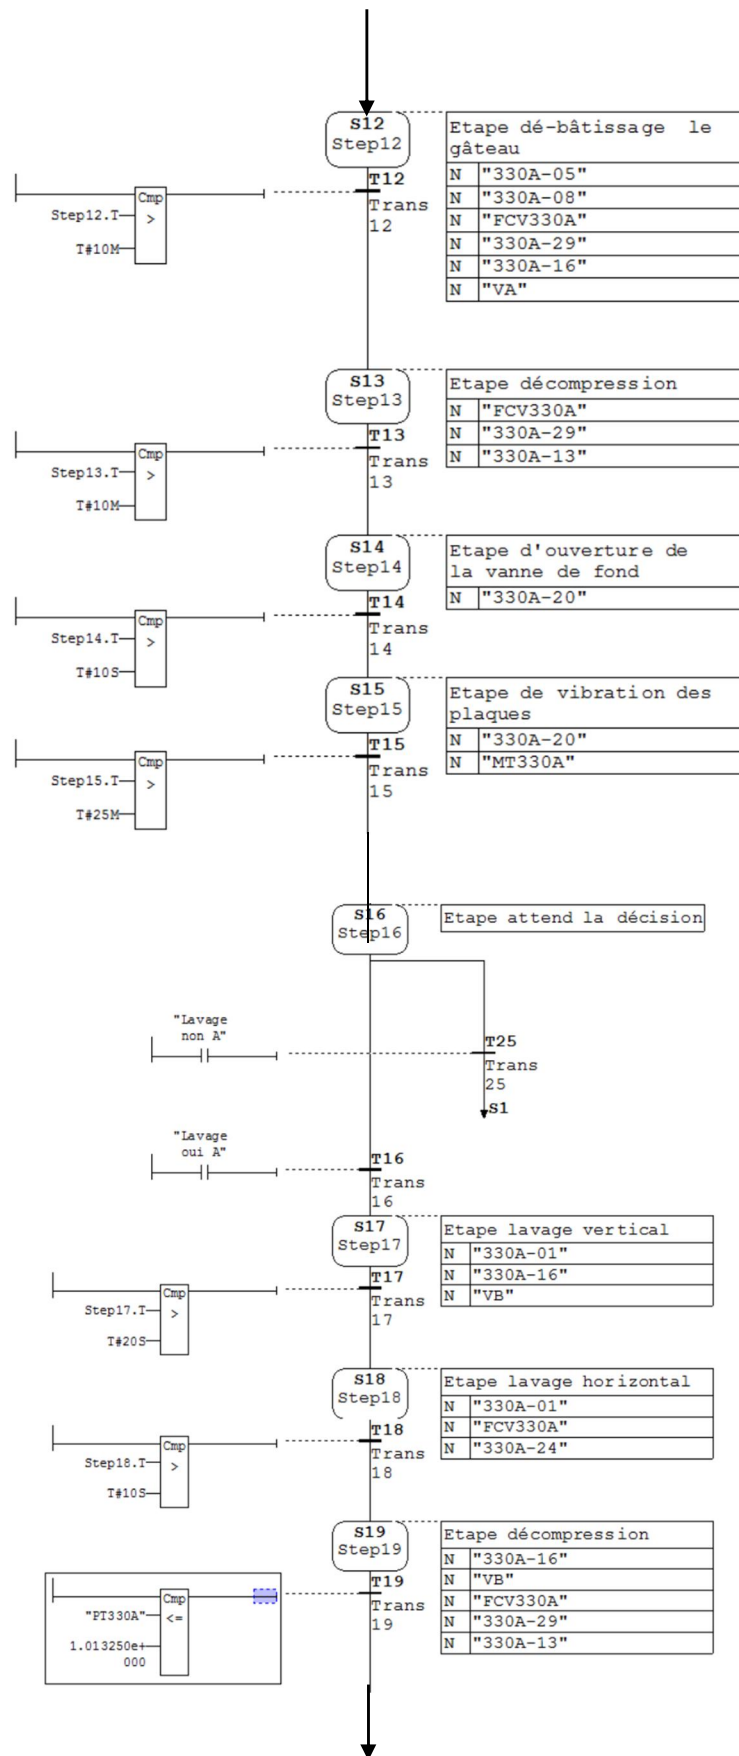 S12
Step12
Etape dé-bâtissage le
gâteau
N "330A-05"
N "330A-08"
N "FCV330A"
N "330A-29"
N "330A-16"
N "VA"
T12
Trans
12
Cmp
>
Step12.T
T#10M
S13
Step13
Etape décompression
N "FCV330A"
N "330A-29"
N "330A-13"
T13
Trans
13
Cmp
>
Step13.T
T#10M
S14
Step14
Etape d'ouverture de
la vanne de fond
N "330A-20"
T14
Trans
14
Cmp
>
Step14.T
T#10S
S15
Step15
Etape de vibration des
plaques
N "330A-20"
N "MT330A"
T15
Trans
15
Cmp
>
Step15.T
T#25M
S16
Step16
Etape attend la décision
"Lavage
non A"
T25
Trans
25
S1
"Lavage
oui A"
T16
Trans
16
S17
Step17
Etape lavage vertical
N "330A-01"
N "330A-16"
N "VB"
T17
Trans
17
Cmp
>
Step17.T
T#20S
S18
Step18
Etape lavage horizontal
N "330A-01"
N "FCV330A"
N "330A-24"
T18
Trans
18
Cmp
>
Step18.T
T#10S
S19
Step19
Etape décompression
N "330A-16"
N "VB"
N "FCV330A"
N "330A-29"
N "330A-13"
T19
Trans
19
Cmp
<=
"PT330A"
1.013250e+
000